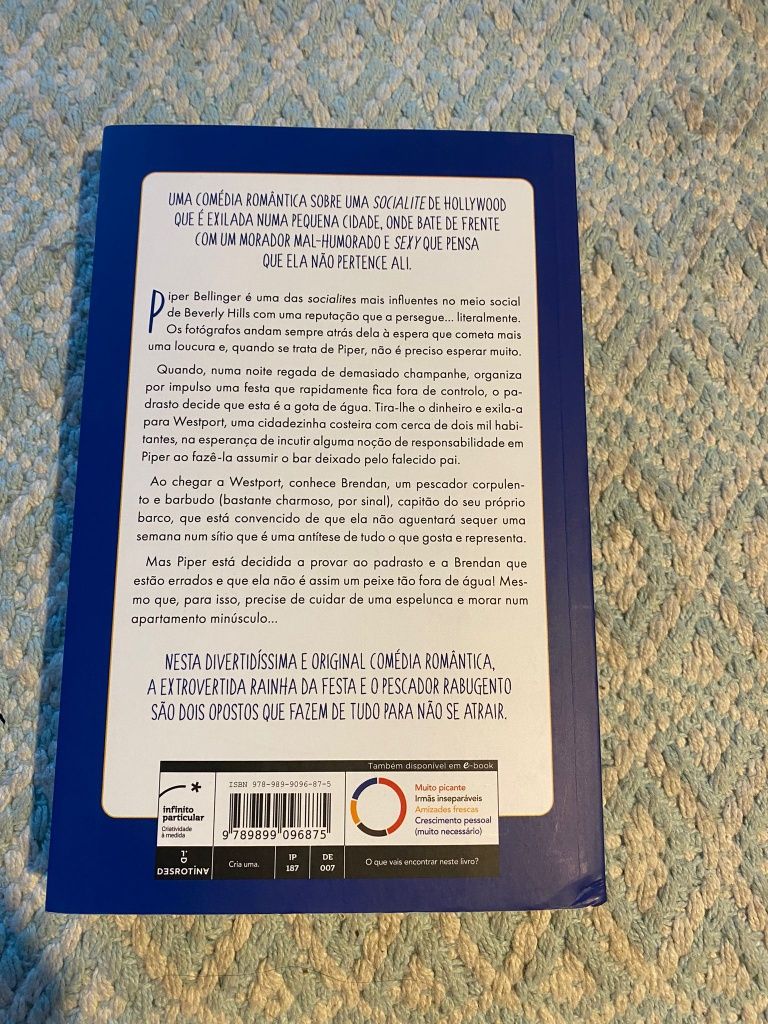 UMA COMÉDIA ROMÂNTICA SOBRE UMA SOCIALITE DE HOLLYWOOD
QUE É EXILADA NUMA PEQUENA CIDADE, ONDE BATE DE FRENTE
COM UM MORADOR MAL-HUMORADO E SEXY QUE PENSA
QUE ELA NÃO PERTENCE ALI.
Piper Bellinger é uma das socialites mais influentes no meio social
de Beverly Hills com uma reputação que a persegue... literalmente.
Os fotógrafos andam sempre atrás dela à espera que cometa mais
uma loucura e, quando se trata de Piper, não é preciso esperar muito.
Quando, numa noite regada de demasiado champanhe, organiza
por impulso uma festa que rapidamente fica fora de controlo, o pa-
drasto decide que esta é a gota de água. Tira-lhe o dinheiro e exila-a
para Westport, uma cidadezinha costeira com cerca de dois mil habi-
tantes, na esperança de incutir alguma noção de responsabilidade em
Piper ao fazê-la assumir o bar deixado pelo falecido pai.
Ao chegar a Westport, conhece Brendan, um pescador corpulen-
to e barbudo (bastante charmoso, por sinal), capitão do seu próprio
barco, que está convencido de que ela não aguentará sequer uma
semana num sítio que é uma antítese de tudo o que gosta e representa.
Mas Piper está decidida a provar ao padrasto e a Brendan que
estão errados e que ela não é assim um peixe tão fora de água! Mes-
mo que, para isso, precise de cuidar de uma espelunca e morar num
apartamento minúsculo...
NESTA DIVERTIDÍSSIMA E ORIGINAL COMÉDIA ROMÂNTICA,
A EXTROVERTIDA RAINHA DA FESTA E O PESCADOR RABUGENTO
SÃO DOIS OPOSTOS QUE FAZEM DE TUDO PARA NÃO SE ATRAIR.
Também disponível em e-book
infinito
particular
Criatividade
à medida
ISBN 978-989-9096-87-5
9 789899 096875
Muito picante
Irmãs inseparáveis
Amizades frescas
Crescimento pessoal
(muito necessário)
DESROTINA
Cria uma.
IP
187
DE
007
O que vais encontrar neste livro?